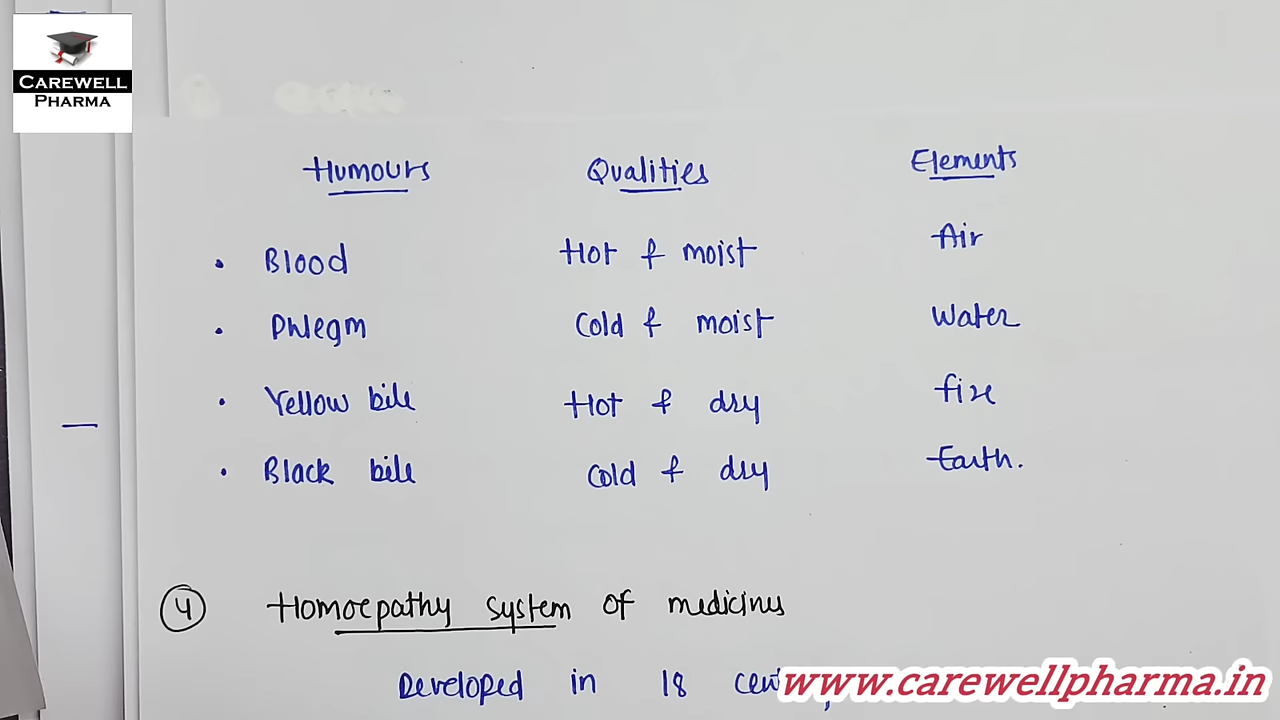 CAREWELL
PHARMA
Humours Qualities Elements
• Blood Hot & moist Air
• Phlegm Cold & moist Water
• Yellow bile Hot & dry fire
• Black bile Cold & dry Earth.
4 Homoepathy system of medicines
Developed in 18
www.carewellpharma.in